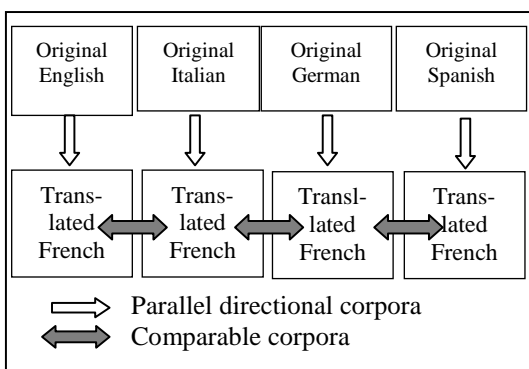 Original
English
Original
Italian
Original
German
Original
Spanish
Trans-
lated
French
Trans-
lated
French
Transl-
lated
French
Trans-
lated
French
Parallel directional corpora
Comparable corpora